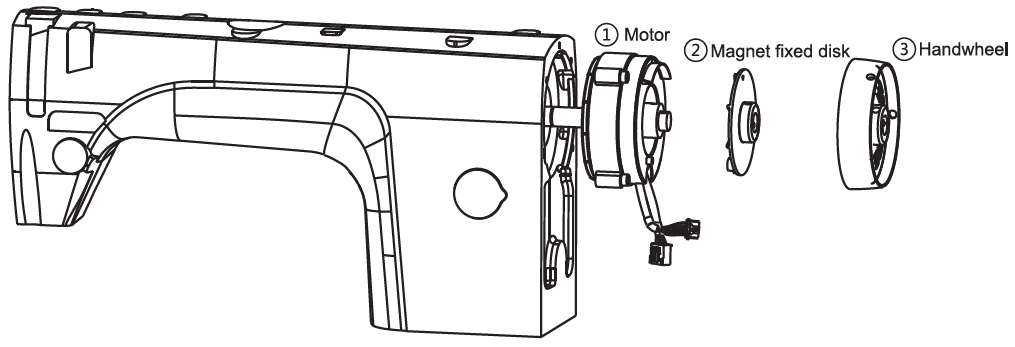 ① Motor
② Magnet fixed disk
③ Handwheel